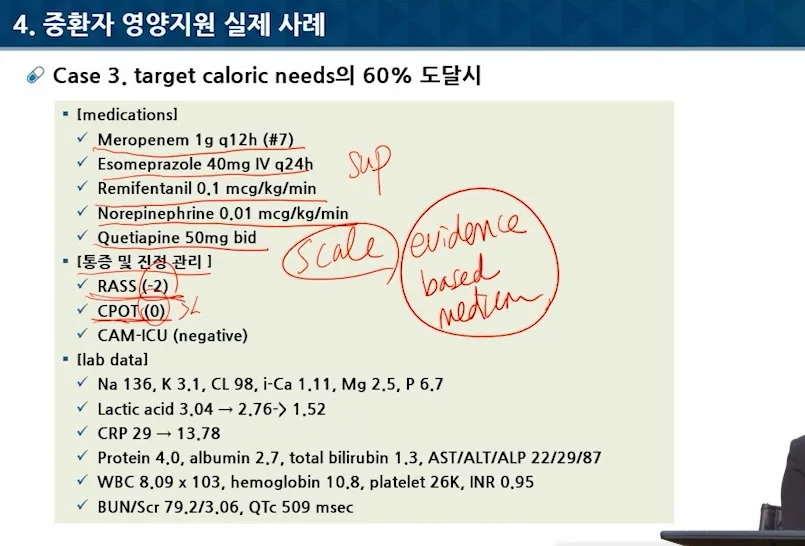 4. 중환자 영양지원 실제 사례
Case 3. target caloric needs의 60% 도달시
[medications]
Meropenem 1g q12h (#7)
Esomeprazole 40mg IV q24h
sup
Remifentanil 0.1 mcg/kg/min
Norepinephrine 0.01 mcg/kg/min
Quetiapine 50mg bid
scale
evidence
based
[통증 및 진정 관리 ]
RASS (-2)
CPOT (0)
CAM-ICU (negative)
[lab data]
Na 136, K 3.1, CL 98, i-Ca 1.11, Mg 2.5, P 6.7
Lactic acid 3.04 → 2.76-> 1.52
CRP 29 → 13.78
Protein 4.0, albumin 2.7, total bilirubin 1.3, AST/ALT/ALP 22/29/87
WBC 8.09 x 103, hemoglobin 10.8, platelet 26K, INR 0.95
BUN/Scr 79.2/3.06, QTc 509 msec